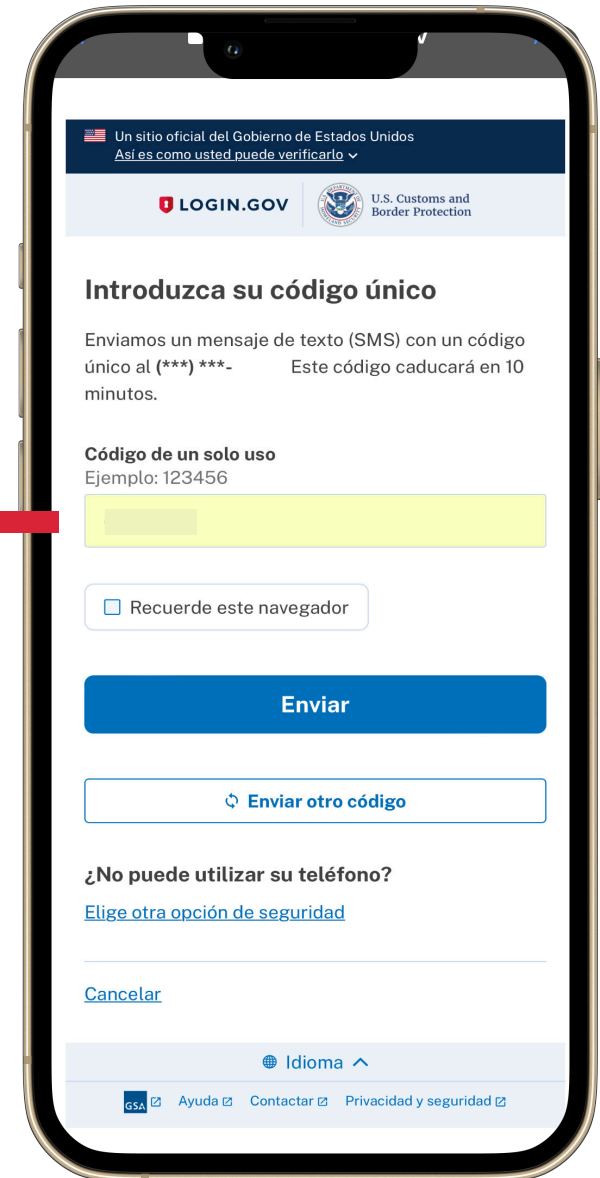 Un sitio oficial del Gobierno de Estados Unidos
Así es como usted puede verificarlo
LOGIN.GOV
U.S. Customs and
Border Protection
Introduzca su código único
Enviamos un mensaje de texto (SMS) con un código
único al (***) ***- Este código caducará en 10
minutos.
Código de un solo uso
Ejemplo: 123456
Recuerde este navegador
Enviar
Enviar otro código
¿No puede utilizar su teléfono?
Elige otra opción de seguridad
Cancelar
Idioma
GSA Ayuda Contactar Privacidad y seguridad